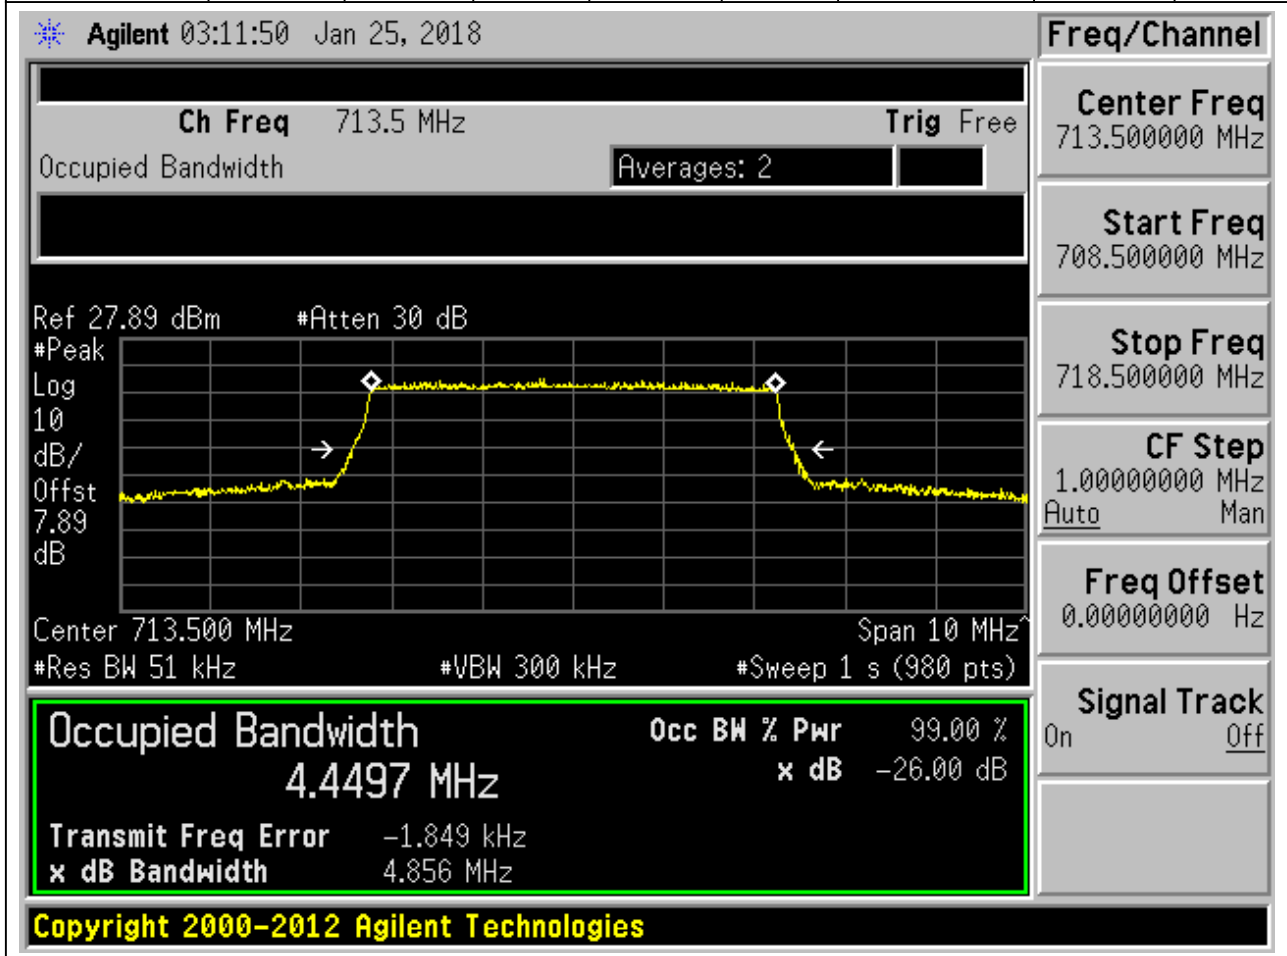 Agilent 03:11:50 Jan 25, 2018
Ch Freq 713.5 MHz Trig Free
Occupied Bandwidth Averages: 2
Ref 27.89 dBm #Atten 30 dB
#Peak
Log
10
dB/
Offst
7.89
dB
Center 713.500 MHz Span 10 MHz^
#Res BW 51 kHz #VBW 300 kHz #Sweep 1 s (980 pts)
Occupied Bandwidth Occ BW % Pwr 99.00 %
4.4497 MHz x dB -26.00 dB
Transmit Freq Error -1.849 kHz
x dB Bandwidth 4.856 MHz
Copyright 2000-2012 Agilent Technologies
Freq/Channel
Center Freq
713.500000 MHz
Start Freq
708.500000 MHz
Stop Freq
718.500000 MHz
CF Step
1.00000000 MHz
Auto Man
Freq Offset
0.00000000 Hz
Signal Track
On Off